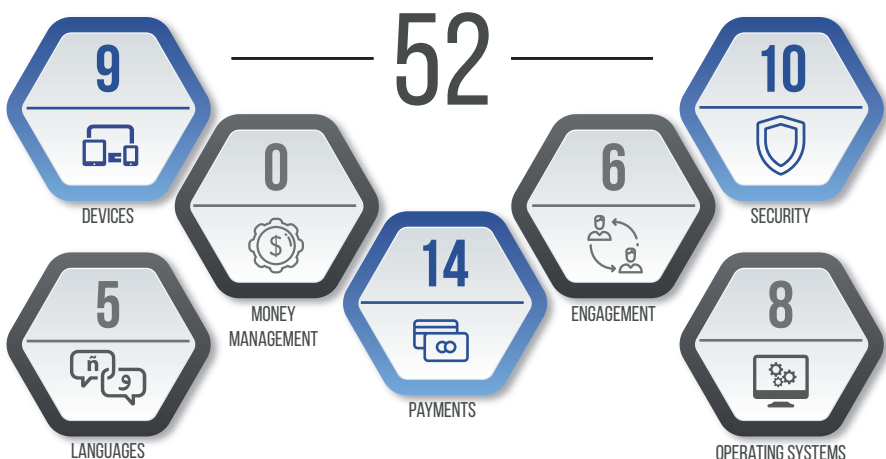 52
9
DEVICES
10
SECURITY
0
MONEY
MANAGEMENT
6
ENGAGEMENT
14
PAYMENTS
5
ñ
و
LANGUAGES
8
OPERATING SYSTEMS
$